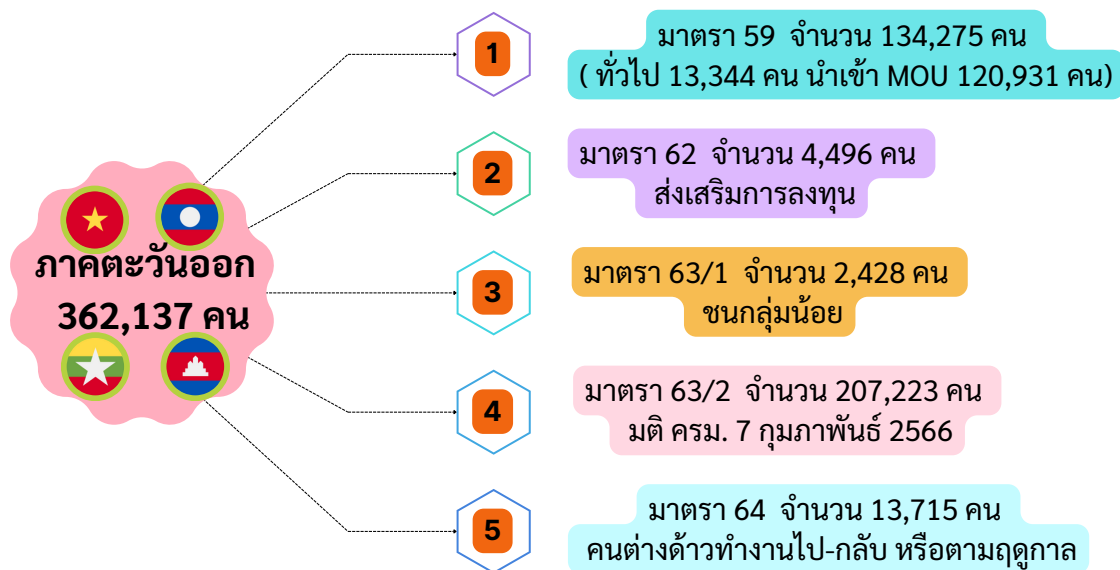 ภาคตะวันออก
362,137 คน
1
มาตรา 59 จำนวน 134,275 คน
( ทั่วไป 13,344 คน นำเข้า MOU 120,931 คน)
2
มาตรา 62 จำนวน 4,496 คน
ส่งเสริมการลงทุน
3
มาตรา 63/1 จำนวน 2,428 คน
ชนกลุ่มน้อย
4
มาตรา 63/2 จำนวน 207,223 คน
มติ ครม. 7 กุมภาพันธ์ 2566
5
มาตรา 64 จำนวน 13,715 คน
คนต่างด้าวทำงานไป-กลับ หรือตามฤดูกาล